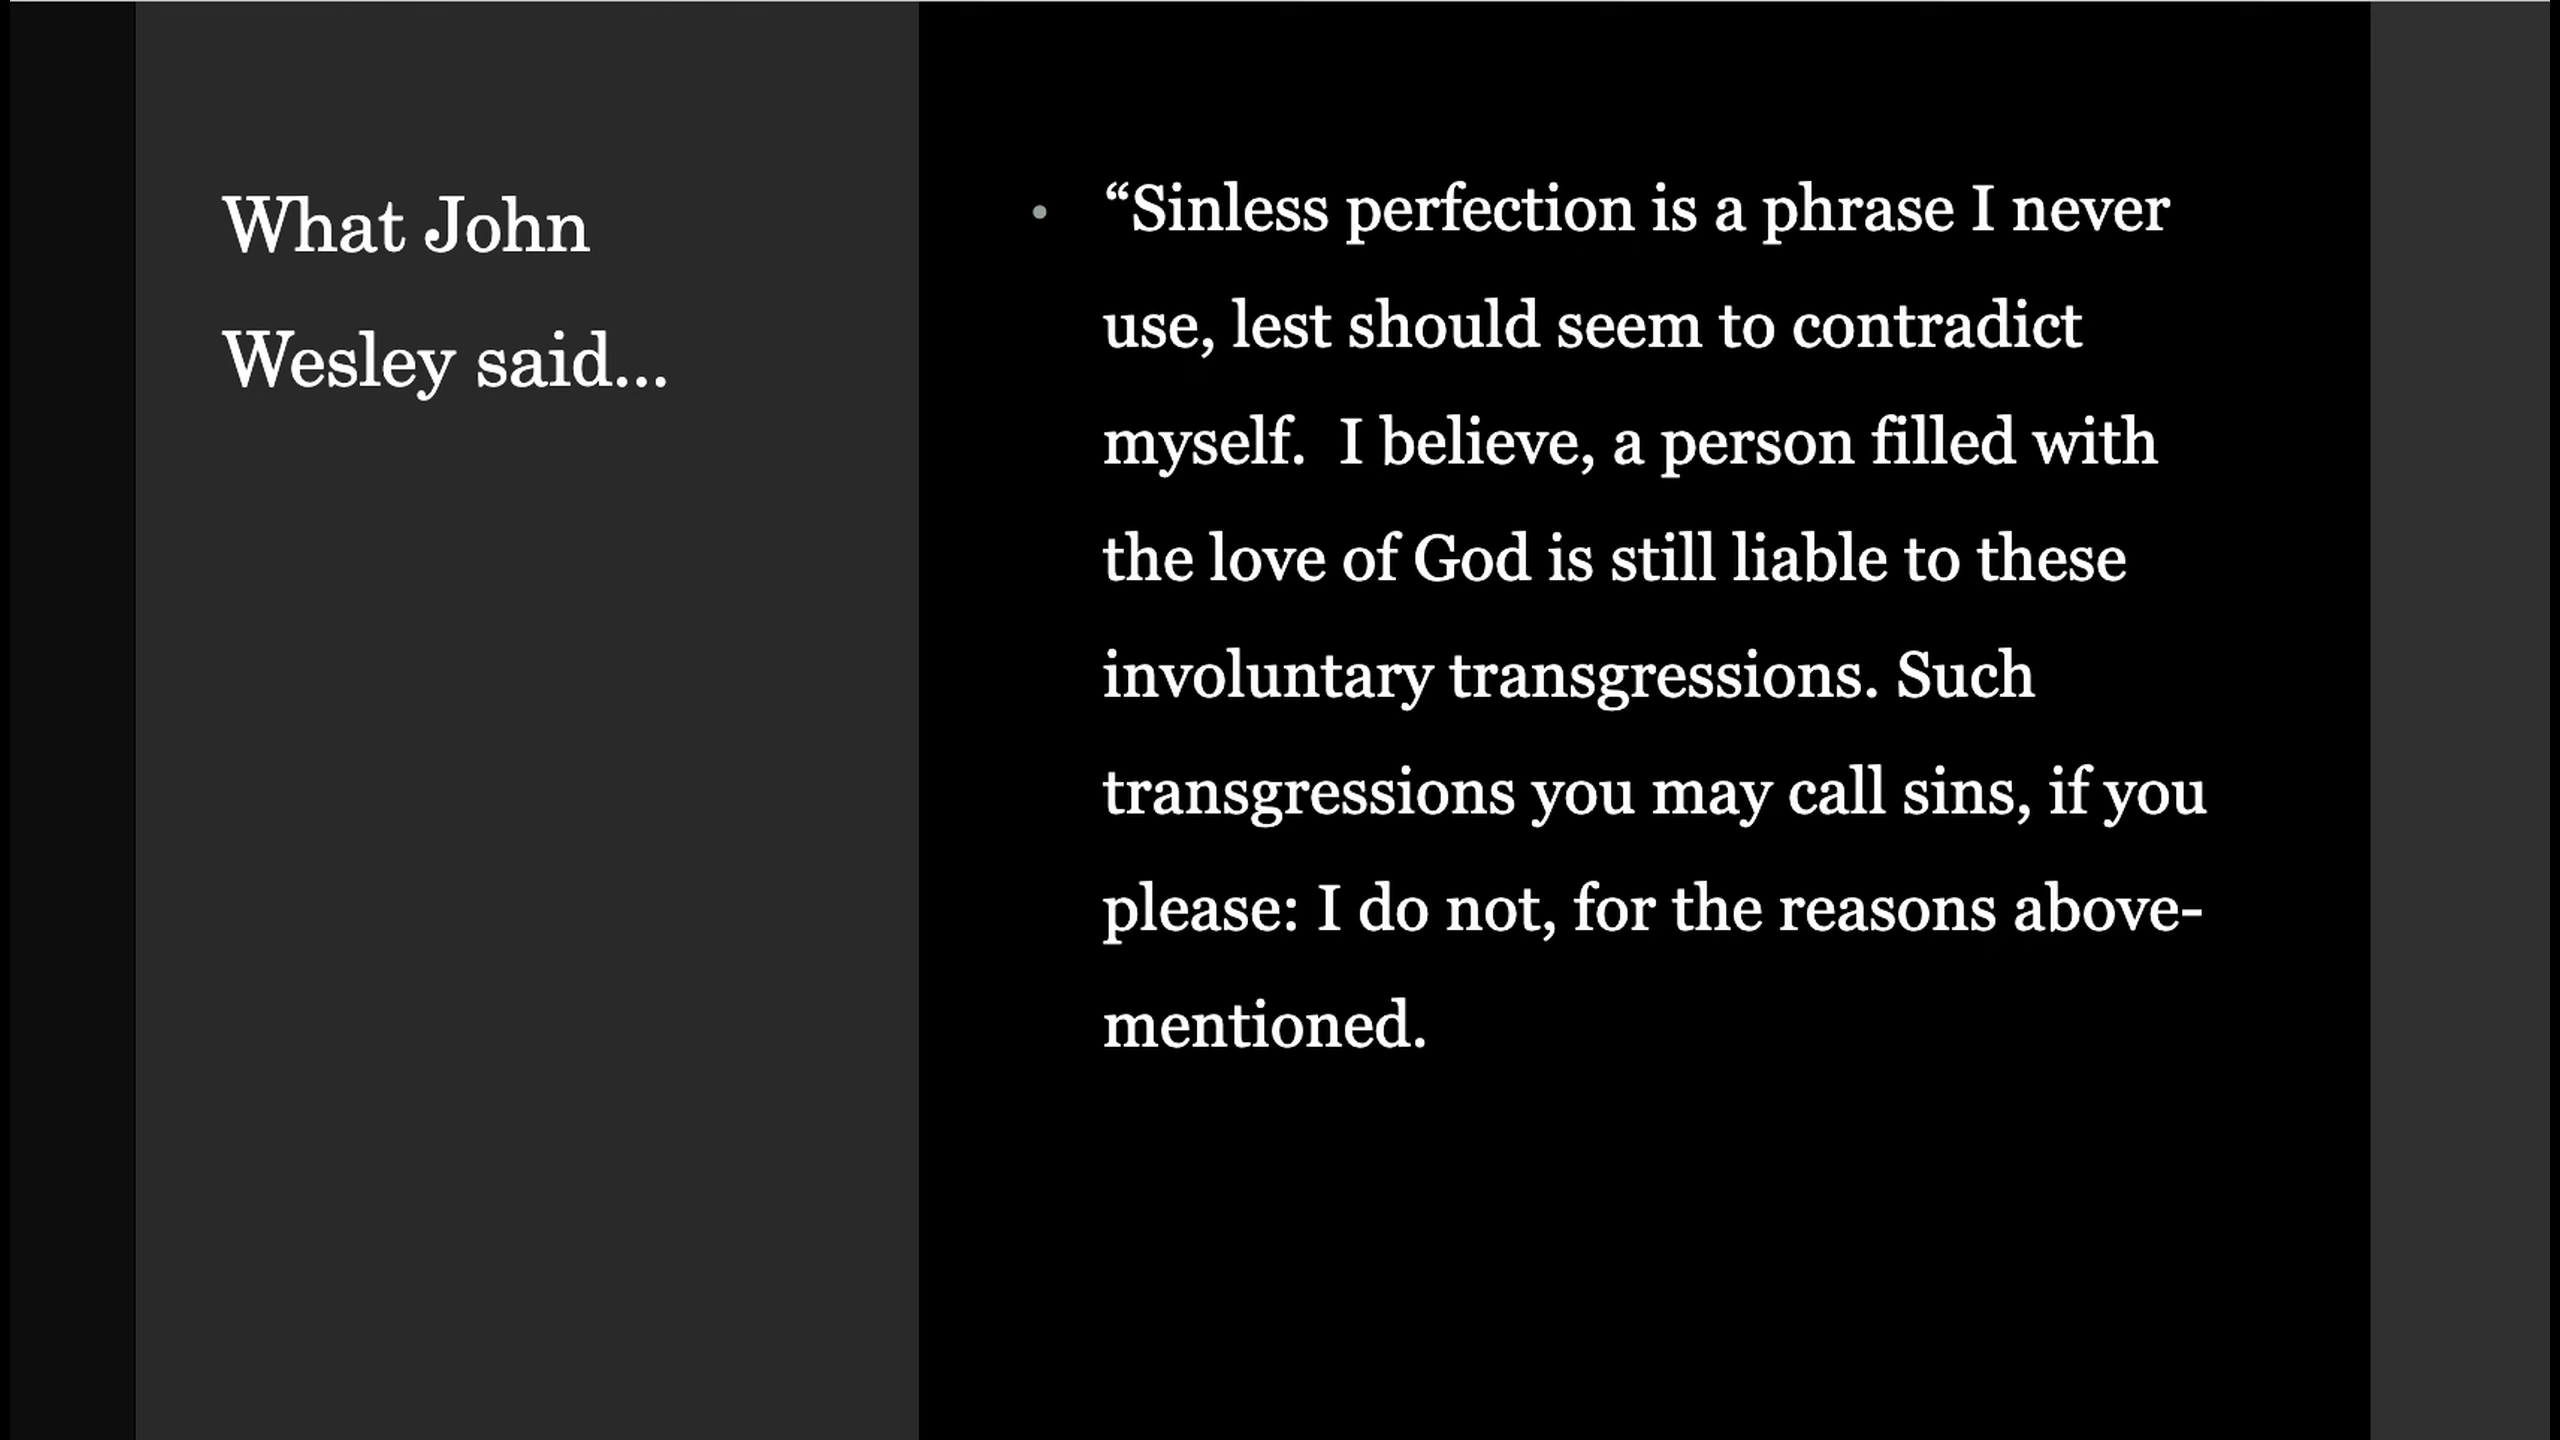 What John
Wesley said...
• “Sinless perfection is a phrase I never
use, lest should seem to contradict
myself.  I believe, a person filled with
the love of God is still liable to these
involuntary transgressions. Such
transgressions you may call sins, if you
please: I do not, for the reasons above-
mentioned.